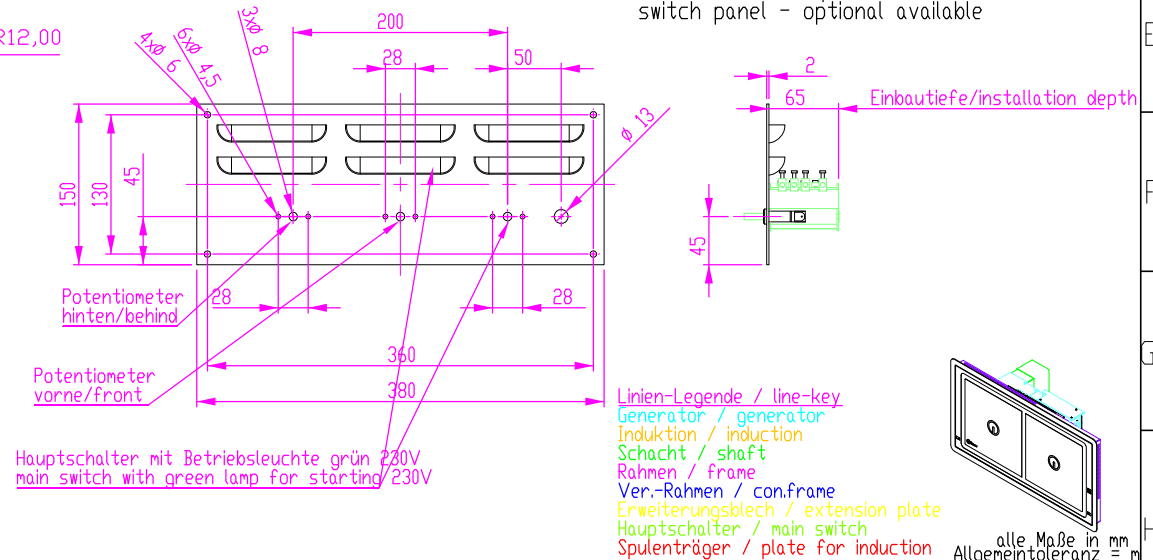 switch panel - optional available
E
R12,00
200
3xø 8
6xø 4,5
4xø 6
28
50
2
65
Einbautiefe/installation depth
ø 13
150
130
45
F
45
Potentiometer
hinten/behind
28
28
360
G
Potentiometer
vorne/front
380
Linien-Legende / line-key
Generator / generator
Induktion / induction
Schacht / shaft
Rahmen / frame
Ver.-Rahmen / con.frame
Erweiterungsblech / extension plate
Hauptschalter / main switch
Spulenträger / plate for induction
Hauptschalter mit Betriebsleuchte grün 230V
main switch with green lamp for starting 230V
H
alle Maße in mm
Allgemeintoleranz = m